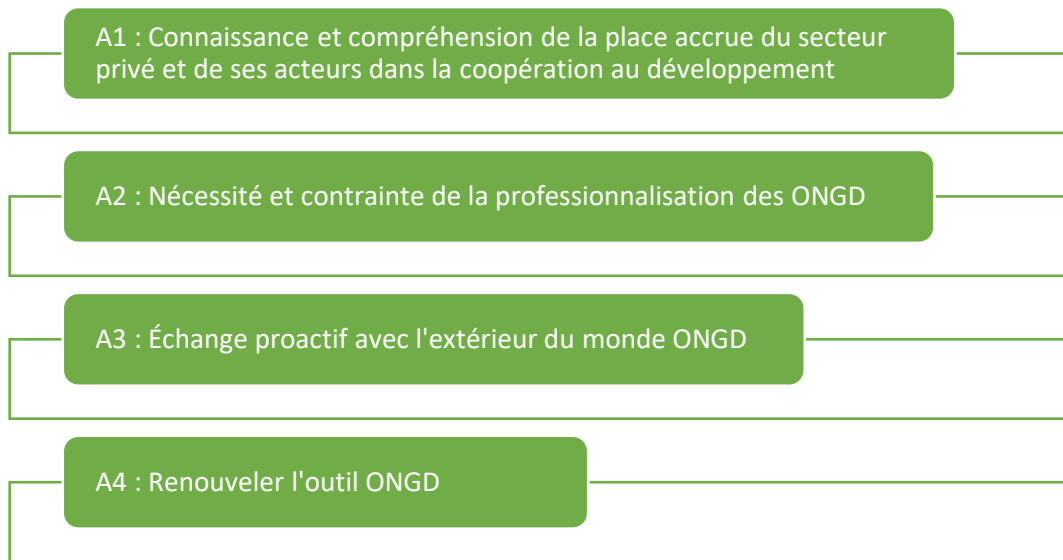 A1 : Connaissance et compréhension de la place accrue du secteur
privé et de ses acteurs dans la coopération au développement
A2 : Nécessité et contrainte de la professionnalisation des ONGD
A3 : Échange proactif avec l'extérieur du monde ONGD
A4 : Renouveler l'outil ONGD